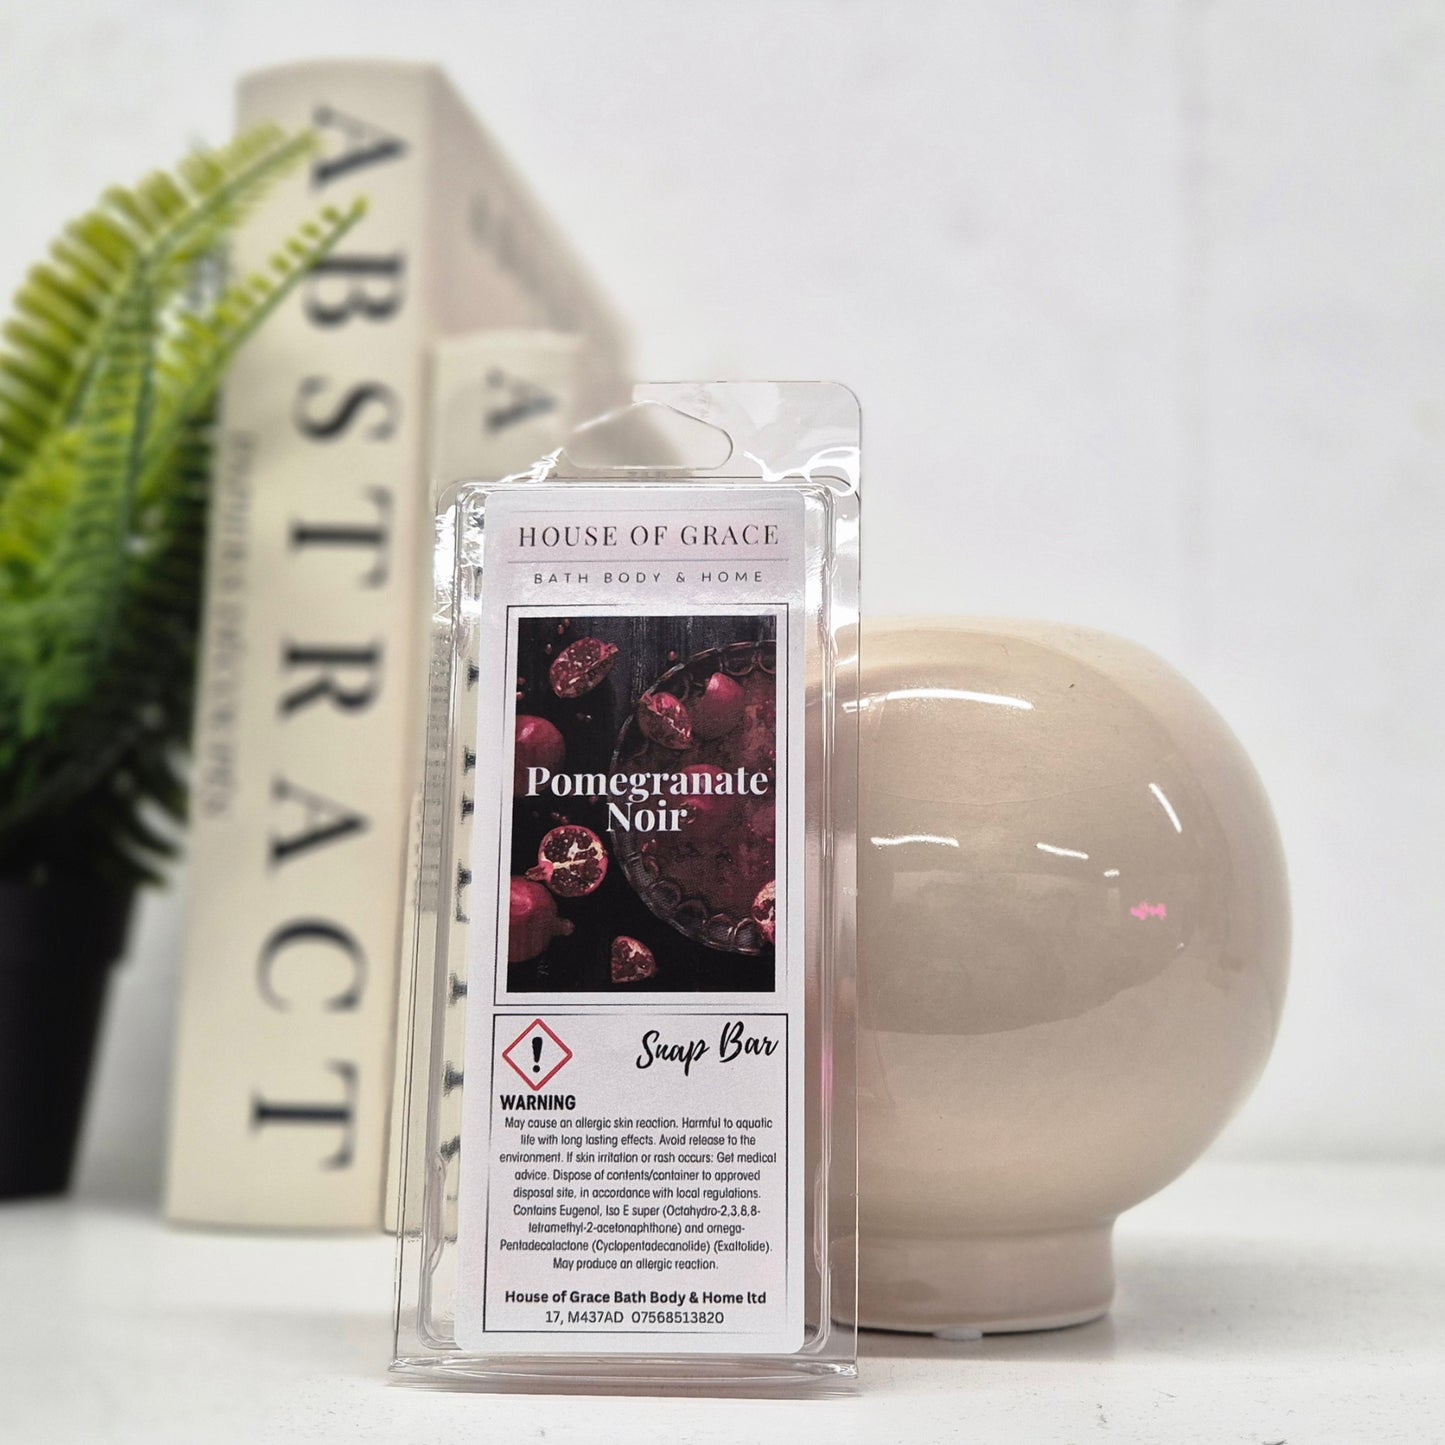 ABSTRACT
A
HOUSE OF GRACE
BATH BODY & HOME
Pomegranate
Noir
Snap Bar
WARNING
May cause an allergic skin reaction. Harmful to aquatic
life with long lasting effects. Avoid release to the
environment. If skin irritation or rash occurs: Get medical
advice. Dispose of contents/container to approved
disposal site, in accordance with local regulations.
Contains Eugenol, Iso E super (Octahydro-2,3,8,8-
tetramethyl-2-acetonaphthone) and omega-
Pentadecalactone (Cyclopentadecanolide) (Exaltolide).
May produce an allergic reaction.
House of Grace Bath Body & Home ltd
17, M437AD 07568513820